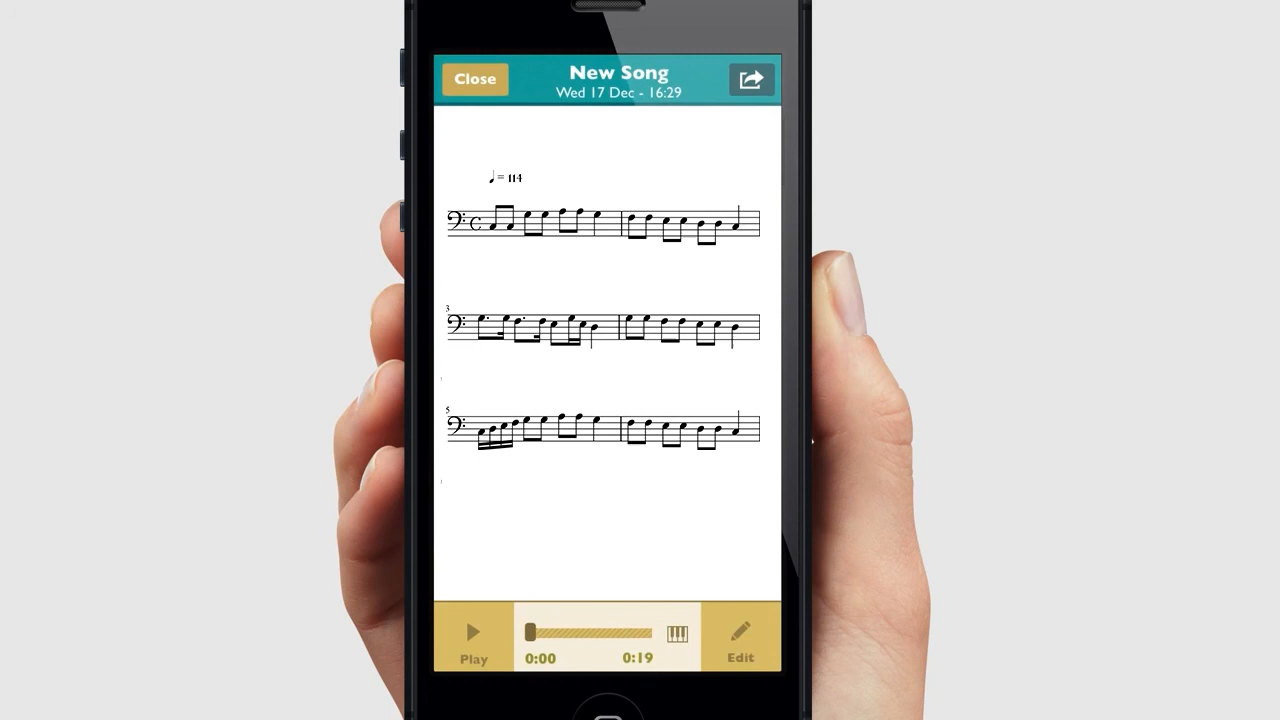 Close
New Song
Wed 17 Dec - 16:29
♩ = 114
3
5
Play
0:00
0:19
Edit